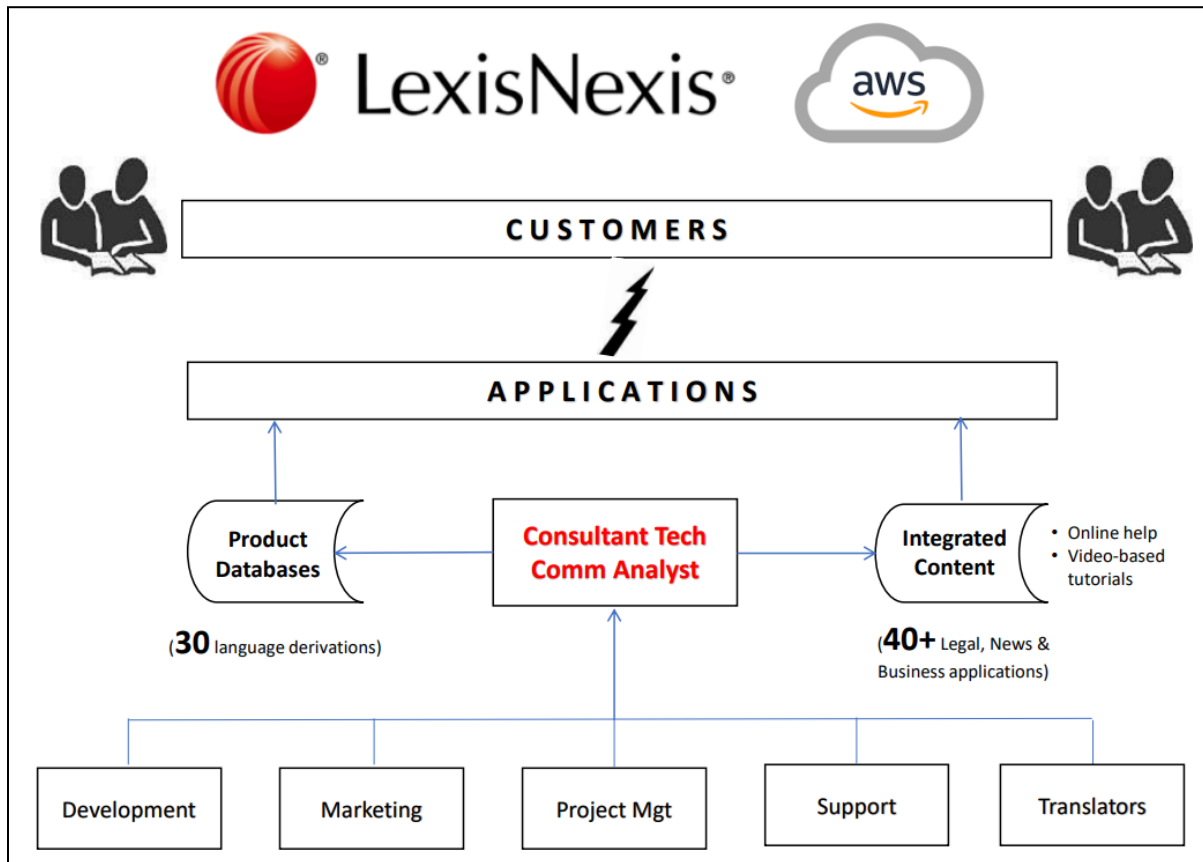 LexisNexis®
aws
CUSTOMERS
APPLICATIONS
Product
Databases
Consultant Tech
Comm Analyst
Integrated
Content
• Online help
• Video-based
tutorials
(30 language derivations)
(40+ Legal, News &
Business applications)
Development
Marketing
Project Mgt
Support
Translators